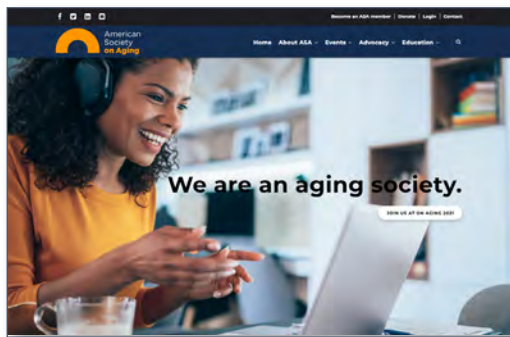 Become an ASA member | Donate | Login | Contact
American
Society
on Aging
Home About ASA Events Advocacy Education
We are an aging society.
JOIN US AT ON AGING 2021